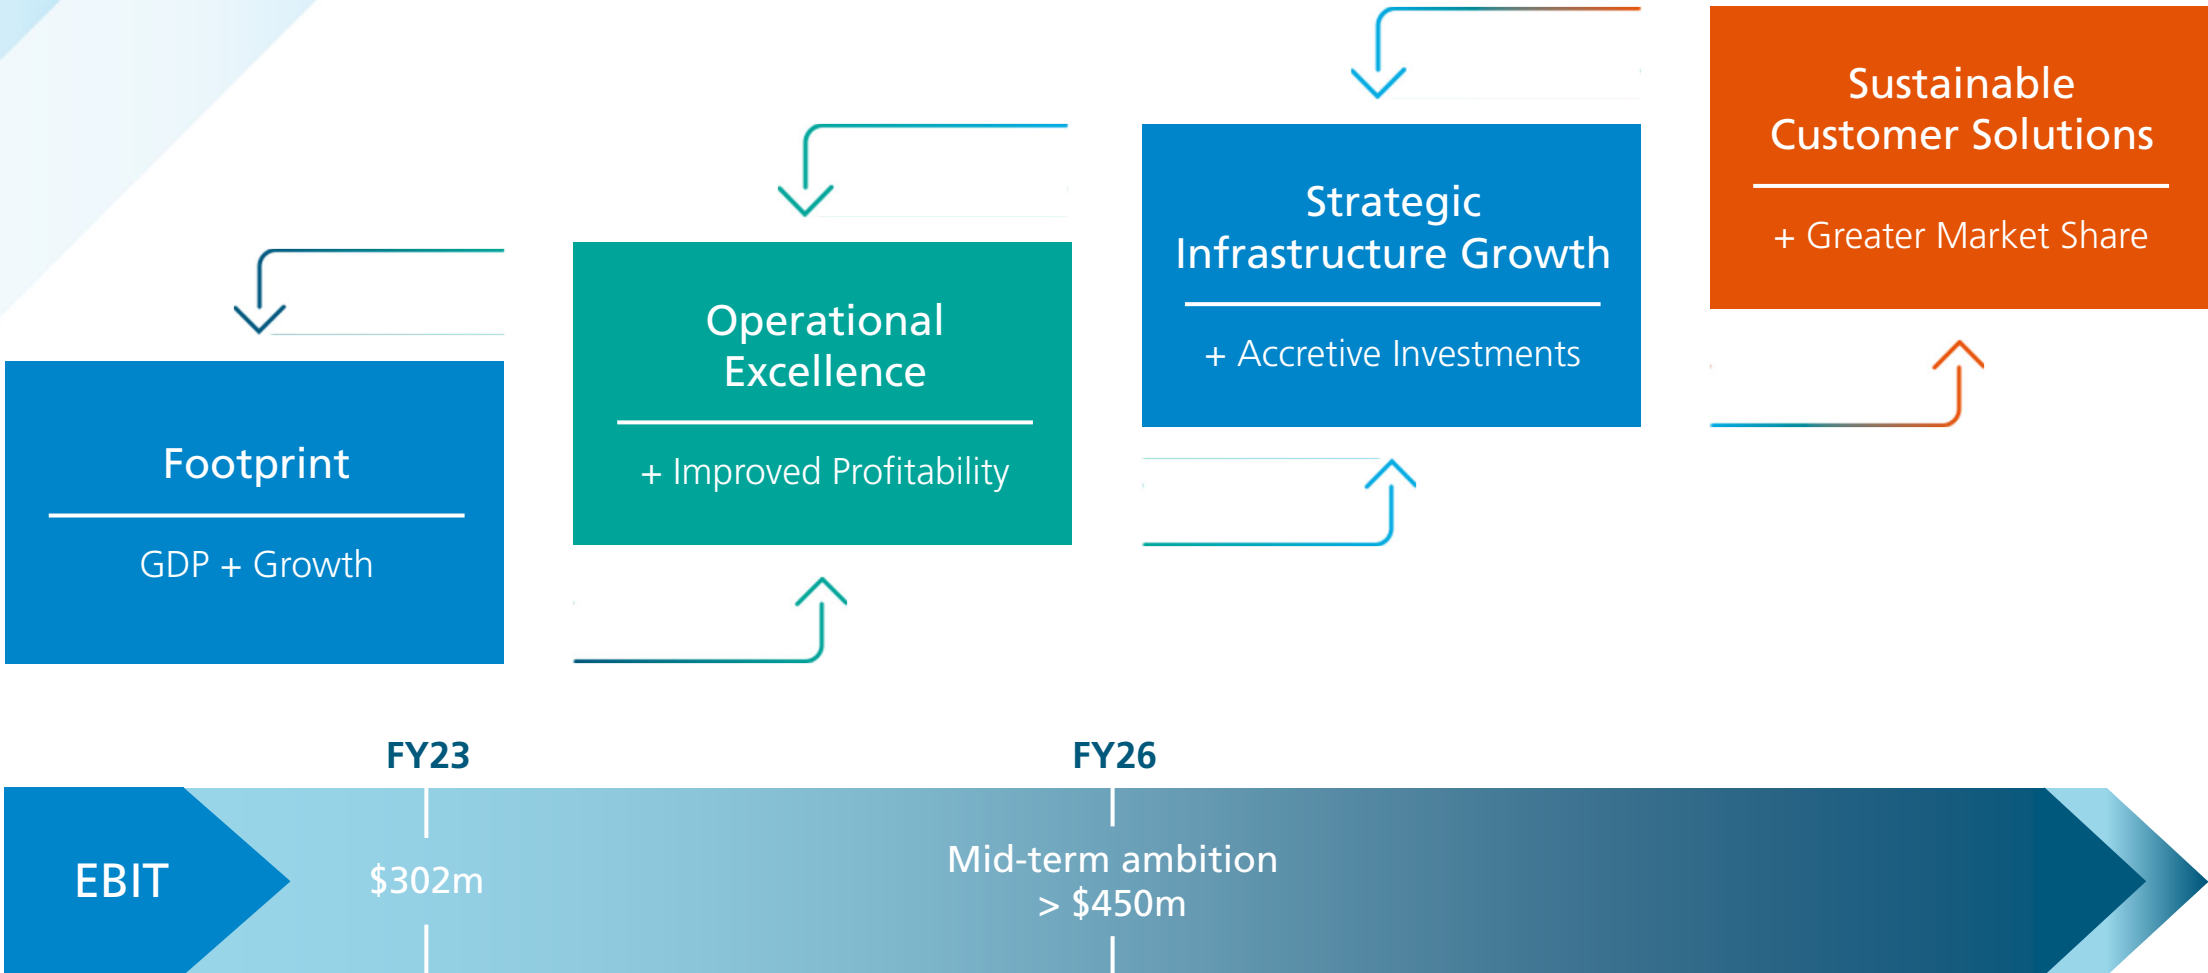 Footprint
GDP + Growth
Operational
Excellence
+ Improved Profitability
Strategic
Infrastructure Growth
+ Accretive Investments
Sustainable
Customer Solutions
+ Greater Market Share
FY23
FY26
EBIT
$302m
Mid-term ambition
> $450m